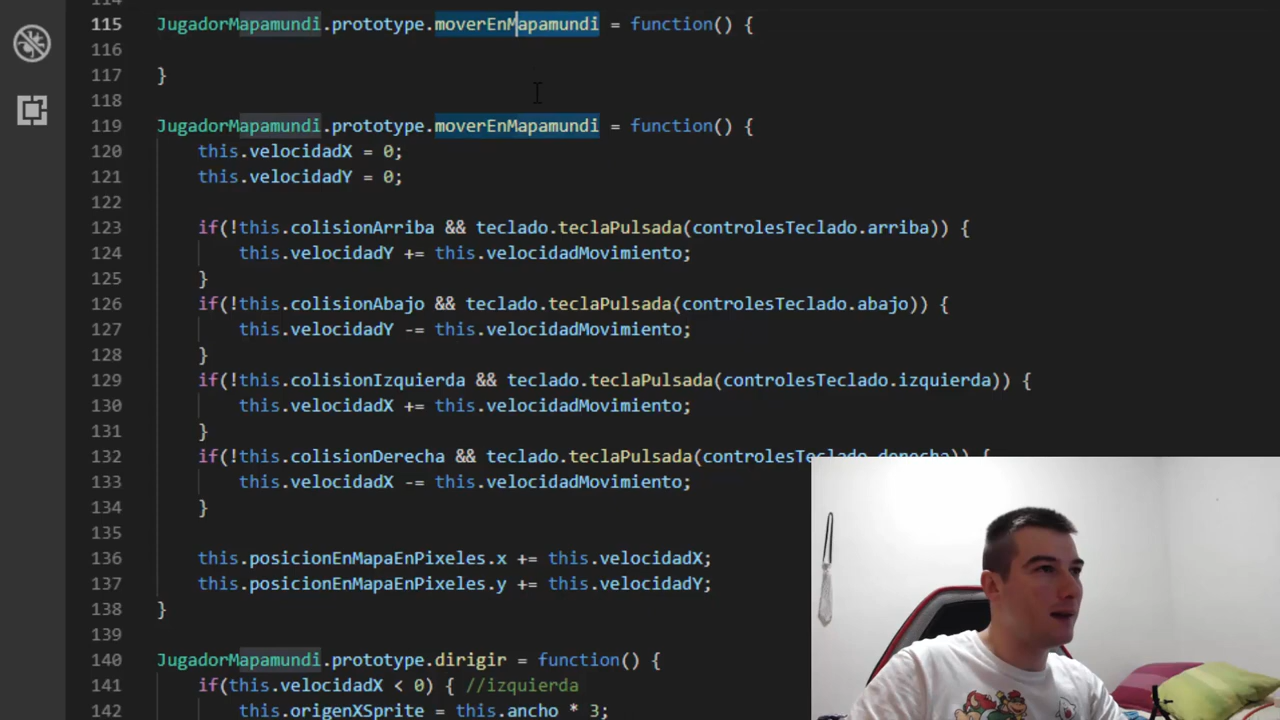 115 JugadorMapamundi.prototype.moverEnMapamundi = function() {
116
117 }
118
119 JugadorMapamundi.prototype.moverEnMapamundi = function() {
120 this.velocidadX = 0;
121 this.velocidadY = 0;
122
123 if(!this.colisionArriba && teclado.teclaPulsada(controlesTeclado.arriba)) {
124 this.velocidadY += this.velocidadMovimiento;
125 }
126 if(!this.colisionAbajo && teclado.teclaPulsada(controlesTeclado.abajo)) {
127 this.velocidadY -= this.velocidadMovimiento;
128 }
129 if(!this.colisionIzquierda && teclado.teclaPulsada(controlesTeclado.izquierda)) {
130 this.velocidadX += this.velocidadMovimiento;
131 }
132 if(!this.colisionDerecha && teclado.teclaPulsada(controlesTeclado.derecha)) {
133 this.velocidadX -= this.velocidadMovimiento;
134 }
135
136 this.posicionEnMapaEnPixeles.x += this.velocidadX;
137 this.posicionEnMapaEnPixeles.y += this.velocidadY;
138 }
139
140 JugadorMapamundi.prototype.dirigir = function() {
141 if(this.velocidadX < 0) { //izquierda
142 this.origenXSprite = this.ancho * 3;